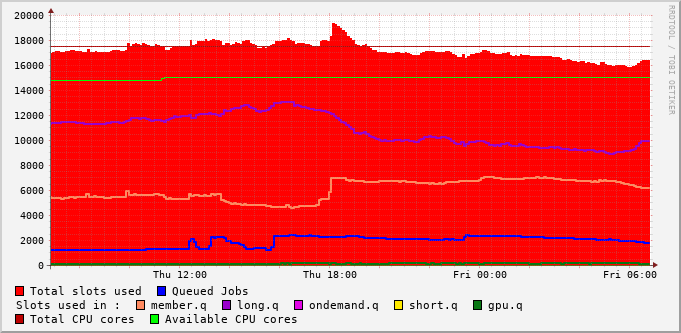 20000
18000
16000
14000
12000
10000
8000
6000
4000
2000
0
Thu 12:00 Thu 18:00 Fri 00:00 Fri 06:00
RRDTOOL / TOBI OETIKER
Total slots used Queued Jobs
Slots used in : member.q long.q ondemand.q short.q gpu.q
Total CPU cores Available CPU cores